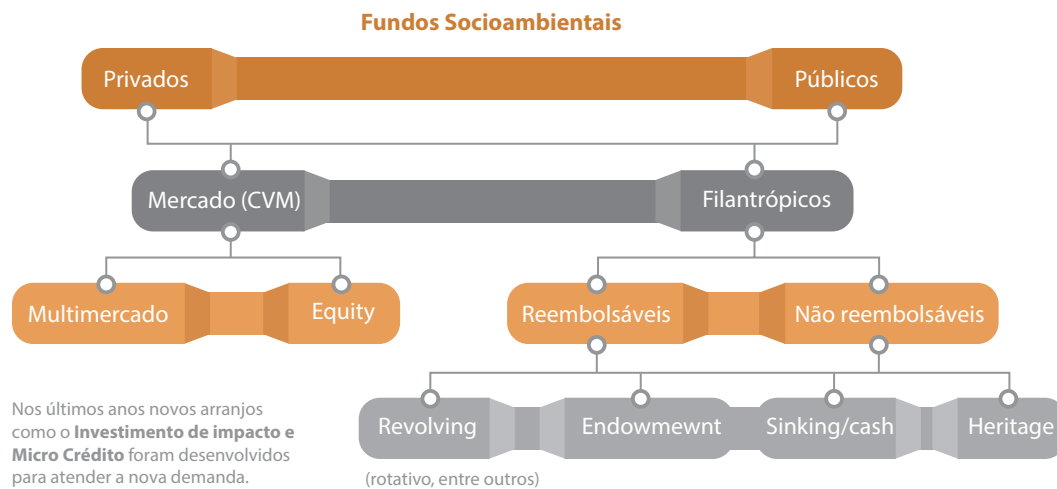 Fundos Socioambientais
Privados
Públicos
Mercado (CVM)
Filantrópicos
Multimercado
Equity
Reembolsáveis
Não reembolsáveis
Revolving
Endowmewnt
Sinking/cash
Heritage
(rotativo, entre outros)
Nos últimos anos novos arranjos
como o Investimento de impacto e
Micro Crédito foram desenvolvidos
para atender a nova demanda.